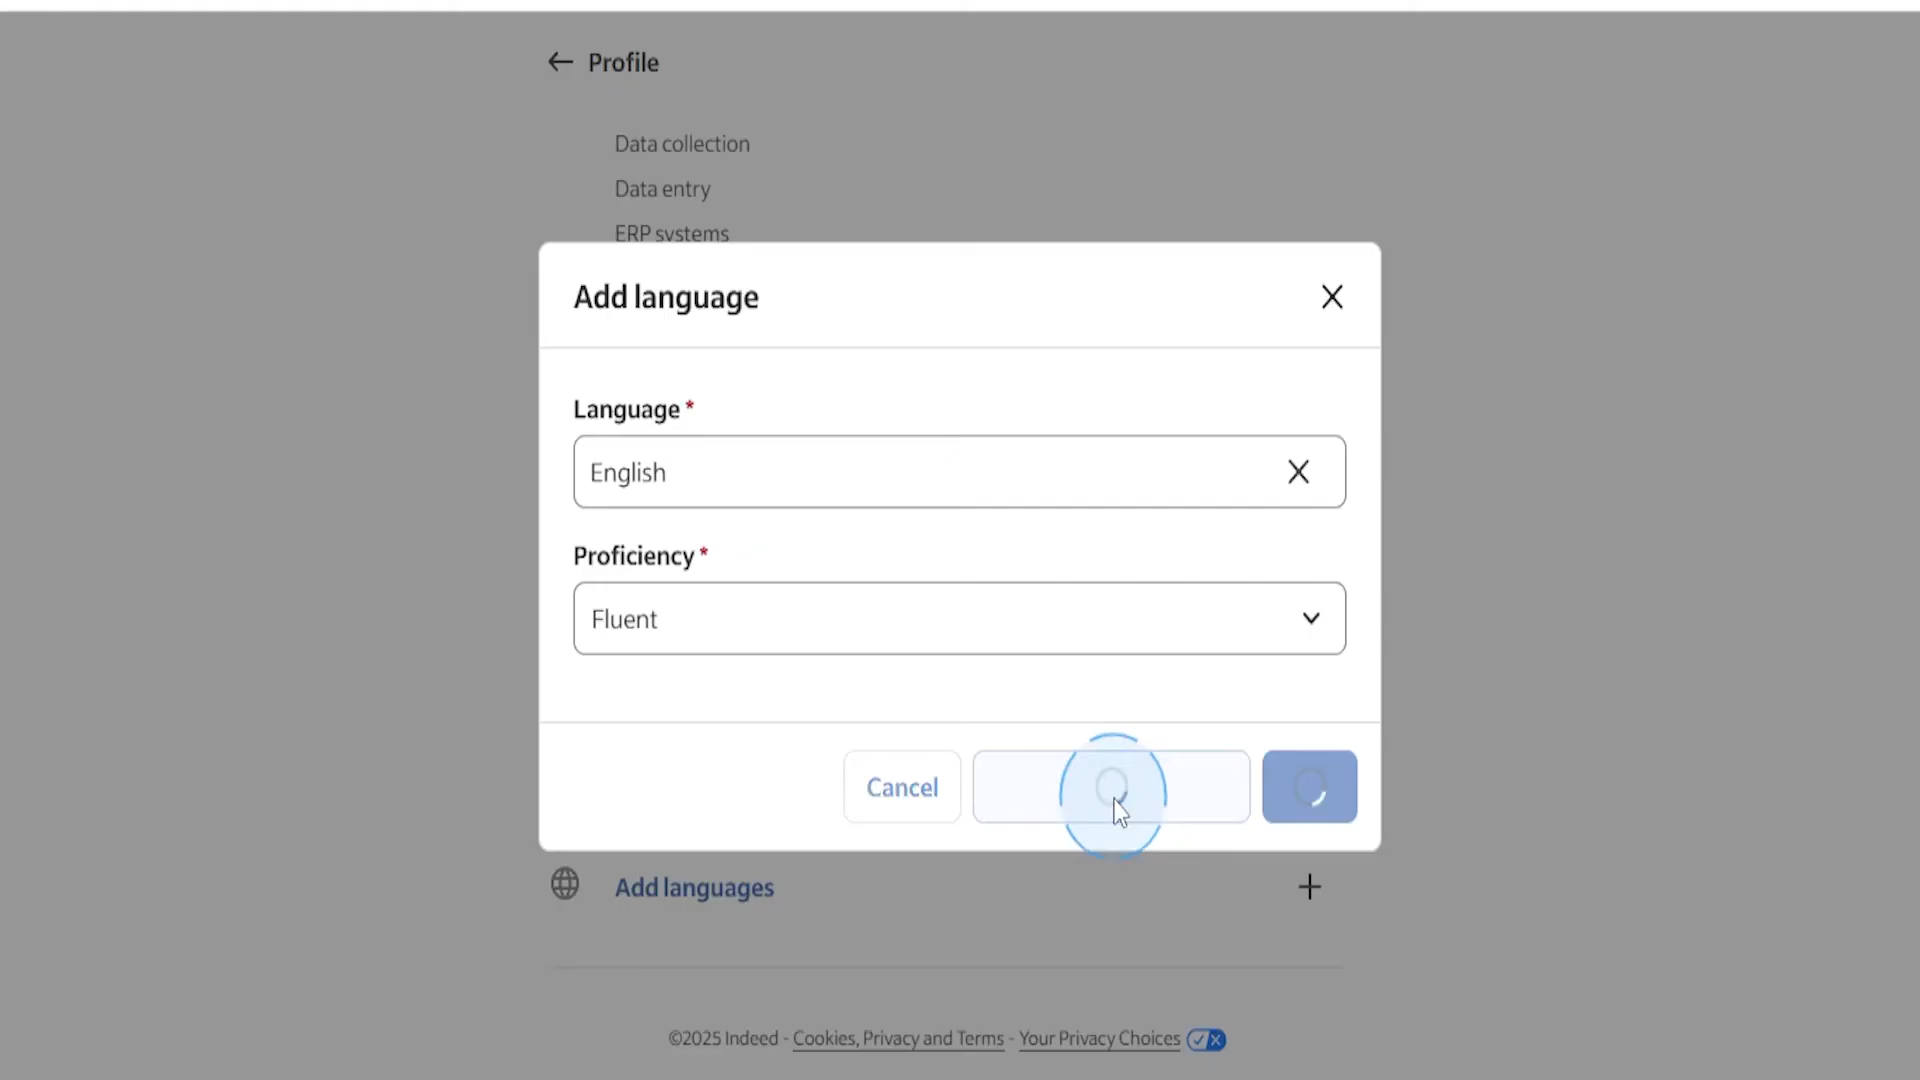 Profile
Data collection
Data entry
ERP systems
Add language
Language *
English
Proficiency *
Fluent
Cancel
Add languages
©2025 Indeed - Cookies, Privacy and Terms - Your Privacy Choices